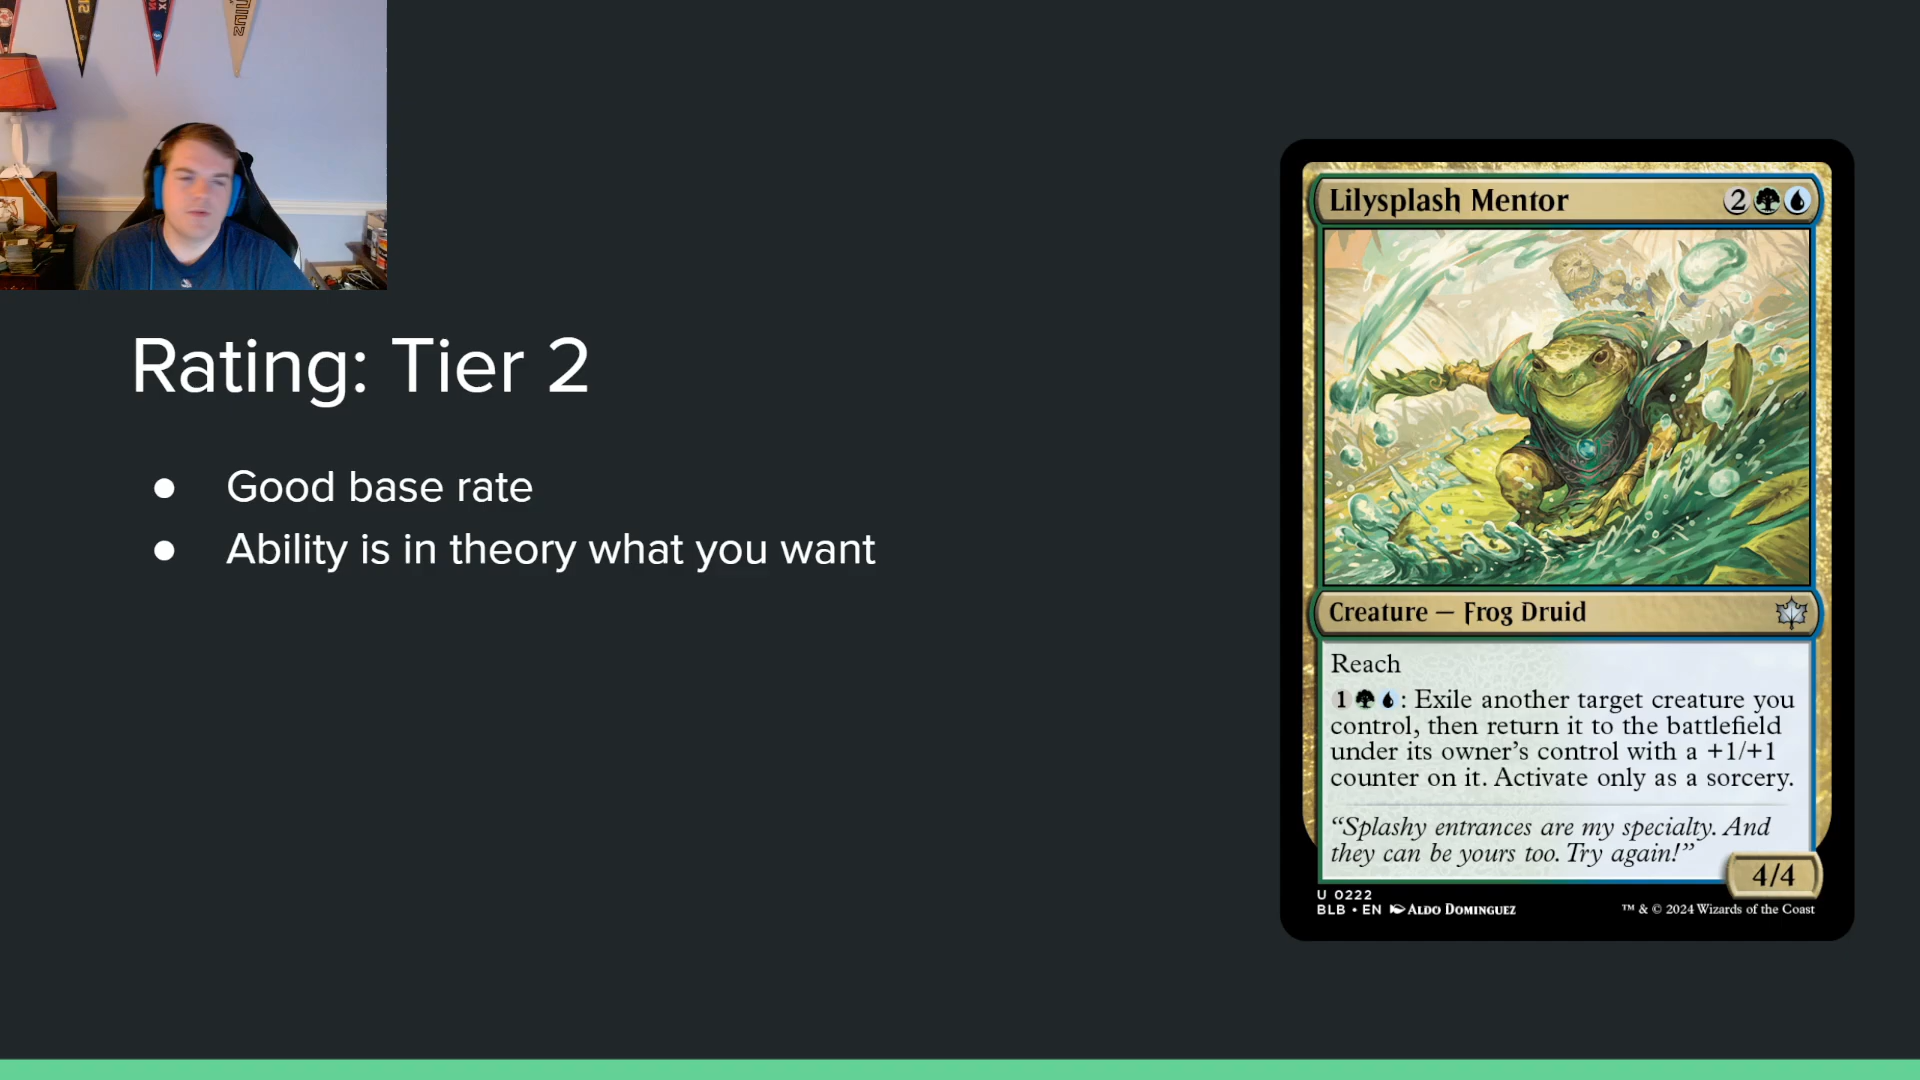 Rating: Tier 2
● Good base rate
● Ability is in theory what you want
Lilysplash Mentor 2
Creature — Frog Druid
Reach
1 : Exile another target creature you
control, then return it to the battlefield
under its owner's control with a +1/+1
counter on it. Activate only as a sorcery.
“Splashy entrances are my specialty. And
they can be yours too. Try again!”
4/4
U 0222
BLB • EN ALDO DOMINGUEZ
™ & © 2024 Wizards of the Coast